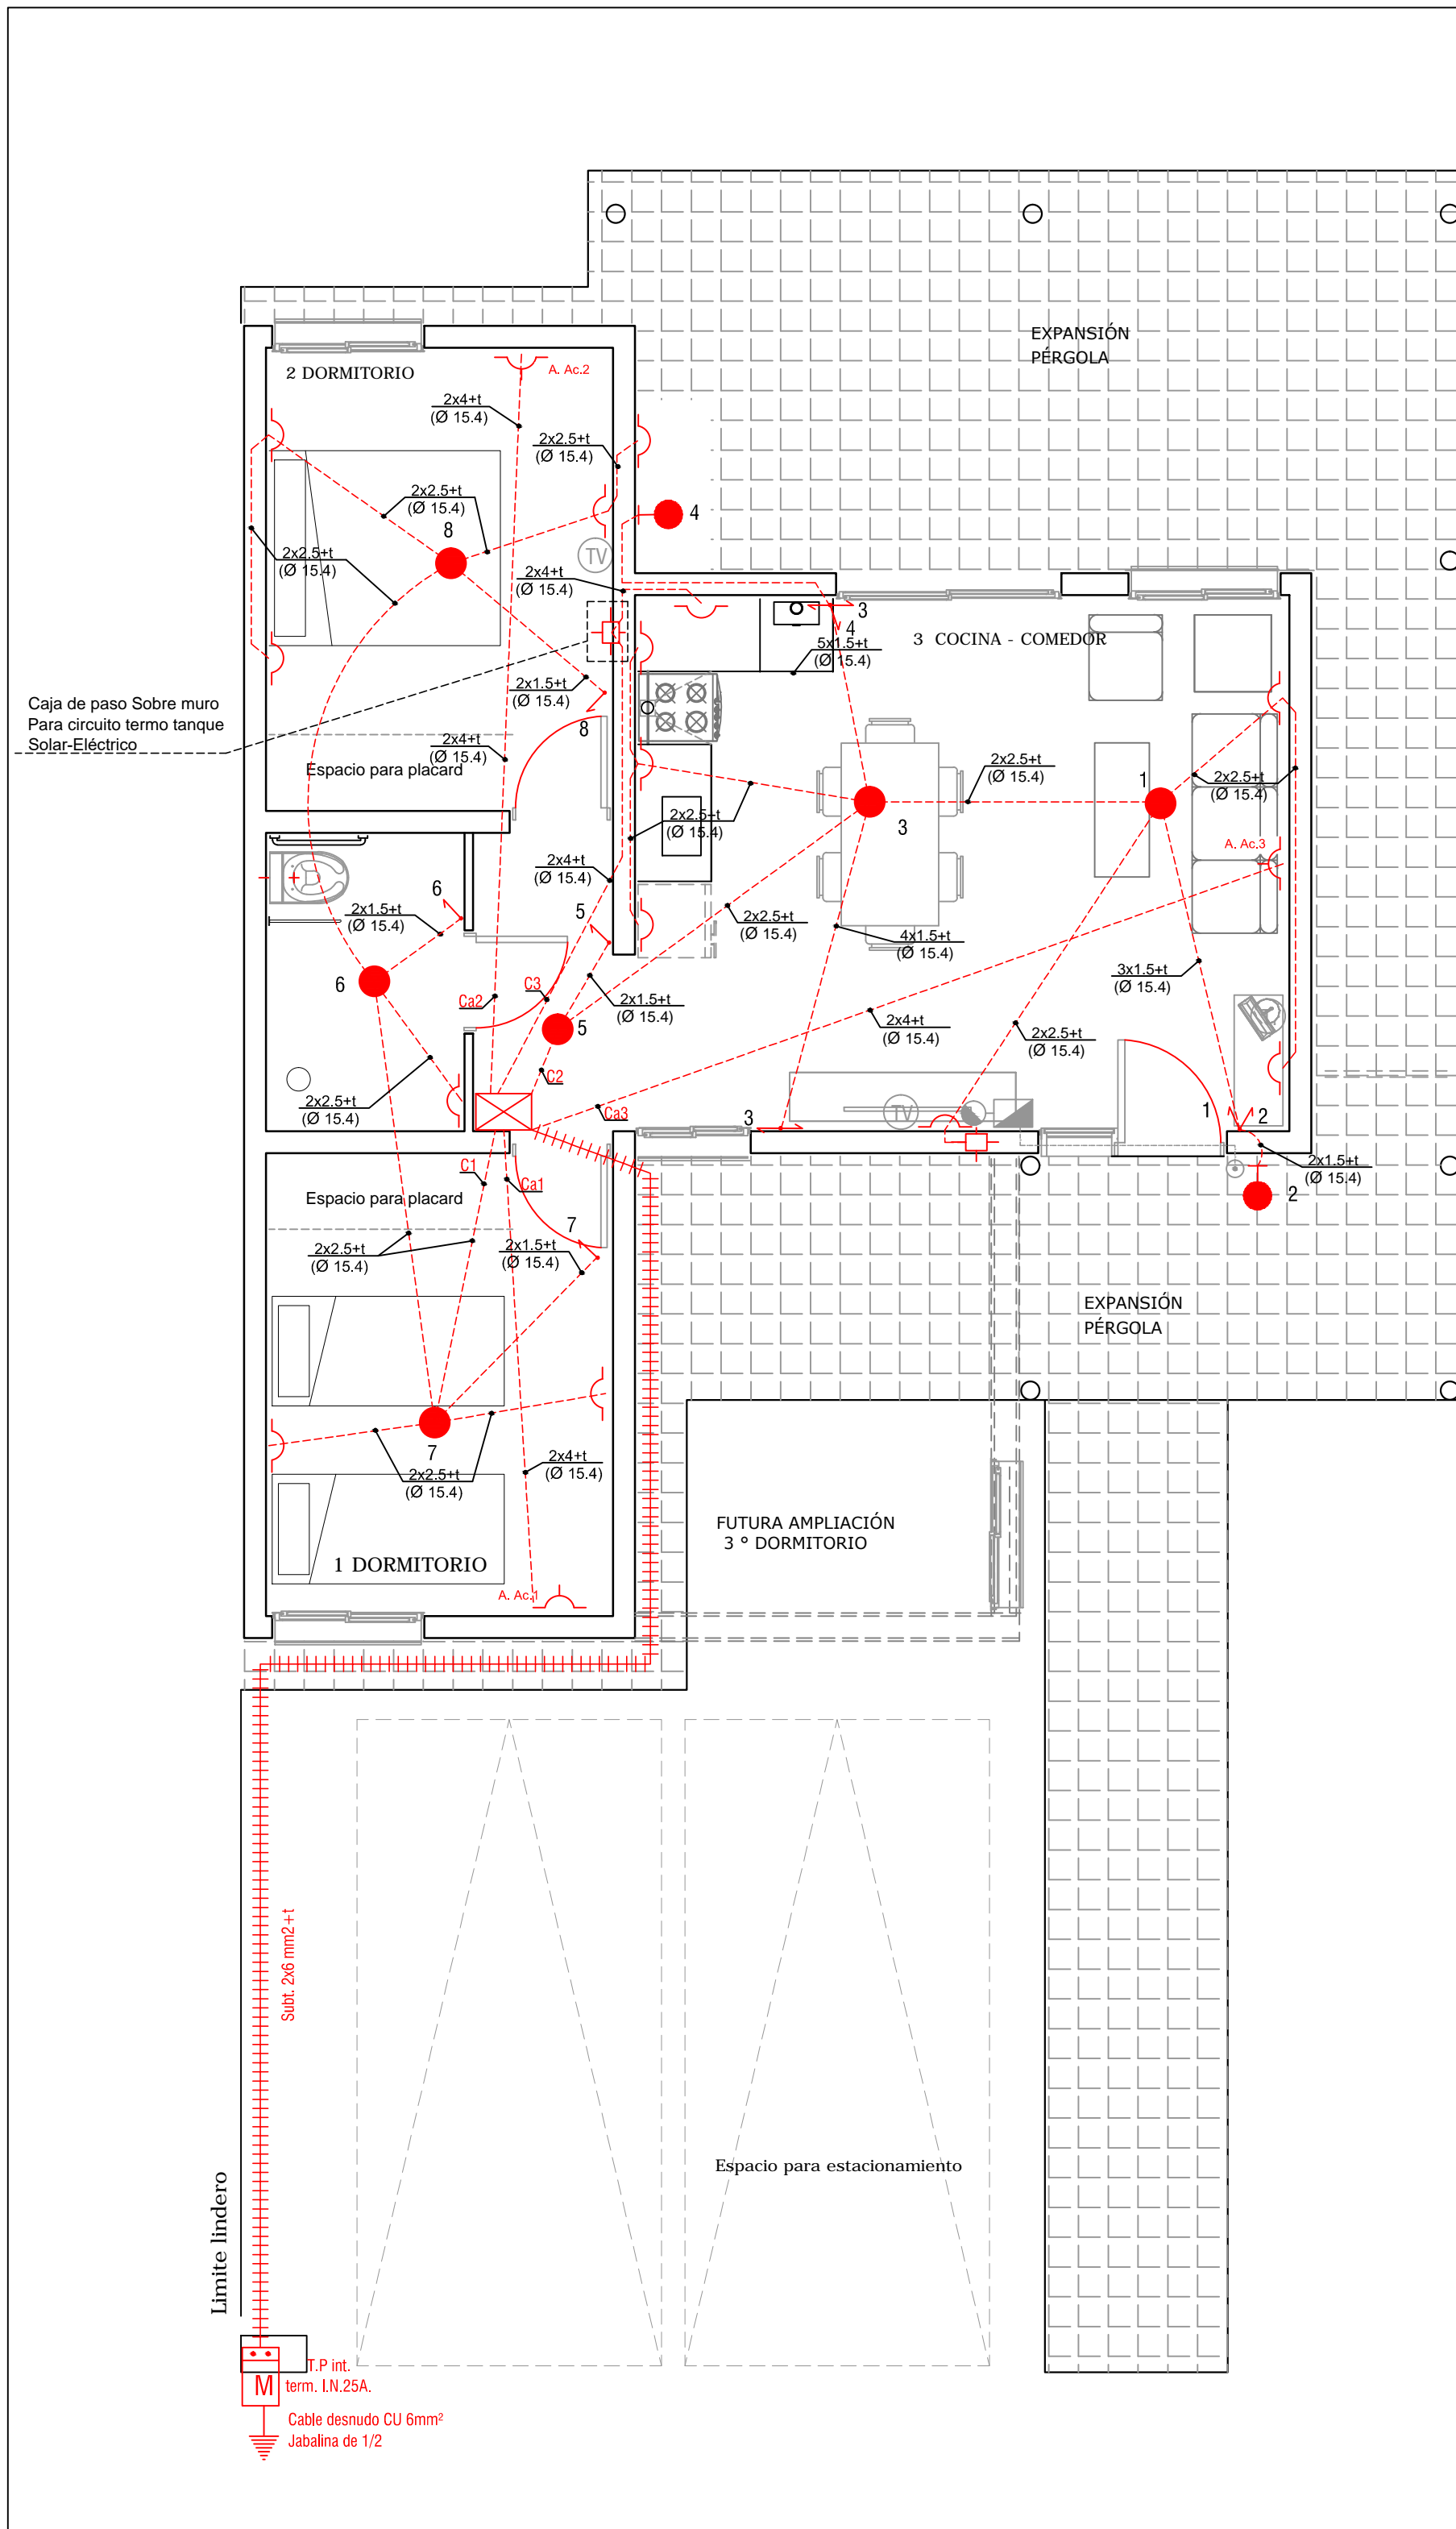 EXPANSIÓN
PÉRGOLA
2 DORMITORIO
A. Ac.2
2x4+t
(Ø 15.4)
2x2.5+t
(Ø 15.4)
2x2.5+t
(Ø 15.4)
4
8
2x2.5+t
(Ø 15.4)
TV
2x4+t
(Ø 15.4)
3
4
3 COCINA - COMEDOR
5x1.5+t
(Ø 15.4)
Caja de paso Sobre muro
Para circuito termo tanque
Solar-Eléctrico
2x1.5+t
(Ø 15.4)
8
2x4+t
(Ø 15.4)
Espacio para placard
2x2.5+t
(Ø 15.4)
1
2x2.5+t
(Ø 15.4)
2x2.5+t
(Ø 15.4)
3
A. Ac.3
2x4+t
(Ø 15.4)
6
5
2x1.5+t
(Ø 15.4)
2x2.5+t
(Ø 15.4)
4x1.5+t
(Ø 15.4)
3x1.5+t
(Ø 15.4)
6
Ca2
C3
2x1.5+t
(Ø 15.4)
5
2x4+t
(Ø 15.4)
2x2.5+t
(Ø 15.4)
C2
2x2.5+t
(Ø 15.4)
Ca3
3
TV
1
2
C1
Ca1
2x1.5+t
(Ø 15.4)
2
Espacio para placard
7
2x2.5+t
(Ø 15.4)
2x1.5+t
(Ø 15.4)
EXPANSIÓN
PÉRGOLA
7
2x2.5+t
(Ø 15.4)
2x4+t
(Ø 15.4)
FUTURA AMPLIACIÓN
3 º DORMITORIO
1 DORMITORIO
A. Ac.1
Subt. 2x6 mm2+t
Espacio para estacionamiento
Limite lindero
T.P int.
term. I.N.25A.
M
Cable desnudo CU 6mm²
Jabalina de 1/2